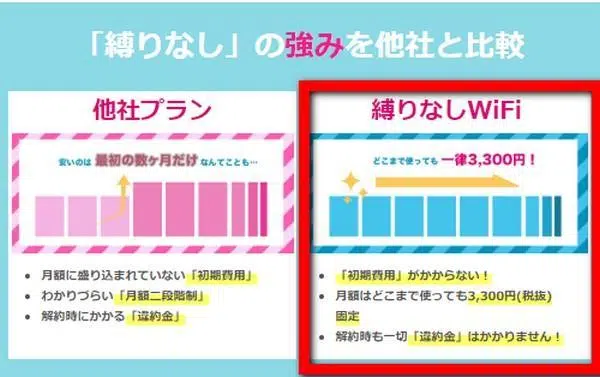 「縛りなし」の強みを他社と比較
他社プラン
安いのは 最初の数ヶ月だけ なんてことも…
● 月額に盛り込まれていない「初期費用」
● わかりづらい「月額二段階制」
● 解約時にかかる「違約金」
縛りなしWiFi
どこまで使っても 一律3,300円！
● 「初期費用」がかからない！
● 月額はどこまで使っても3,300円(税抜)
固定
● 解約時も一切「違約金」はかかりません！